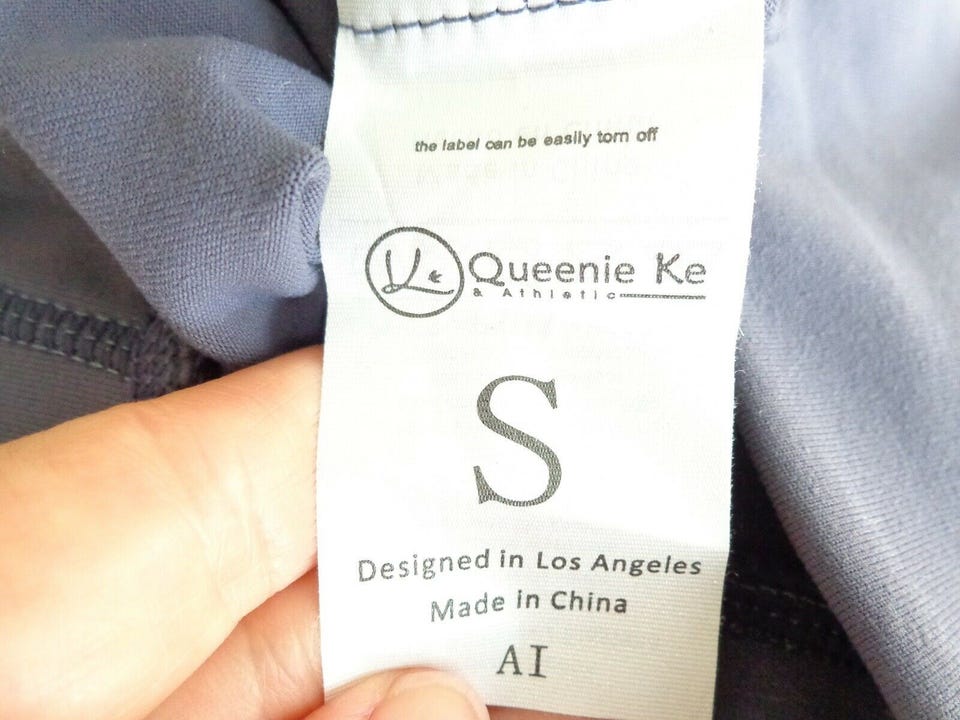 the label can be easily torn off
Queenie Ke
& Athletic
S
Designed in Los Angeles
Made in China
AI